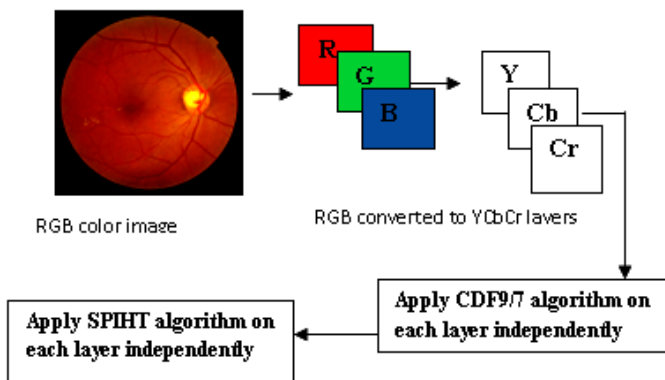 R
G
B
Y
Cb
Cr
RGB color image
RGB converted to YCbCr layers
Apply CDF9/7 algorithm on
each layer independently
Apply SPIHT algorithm on
each layer independently